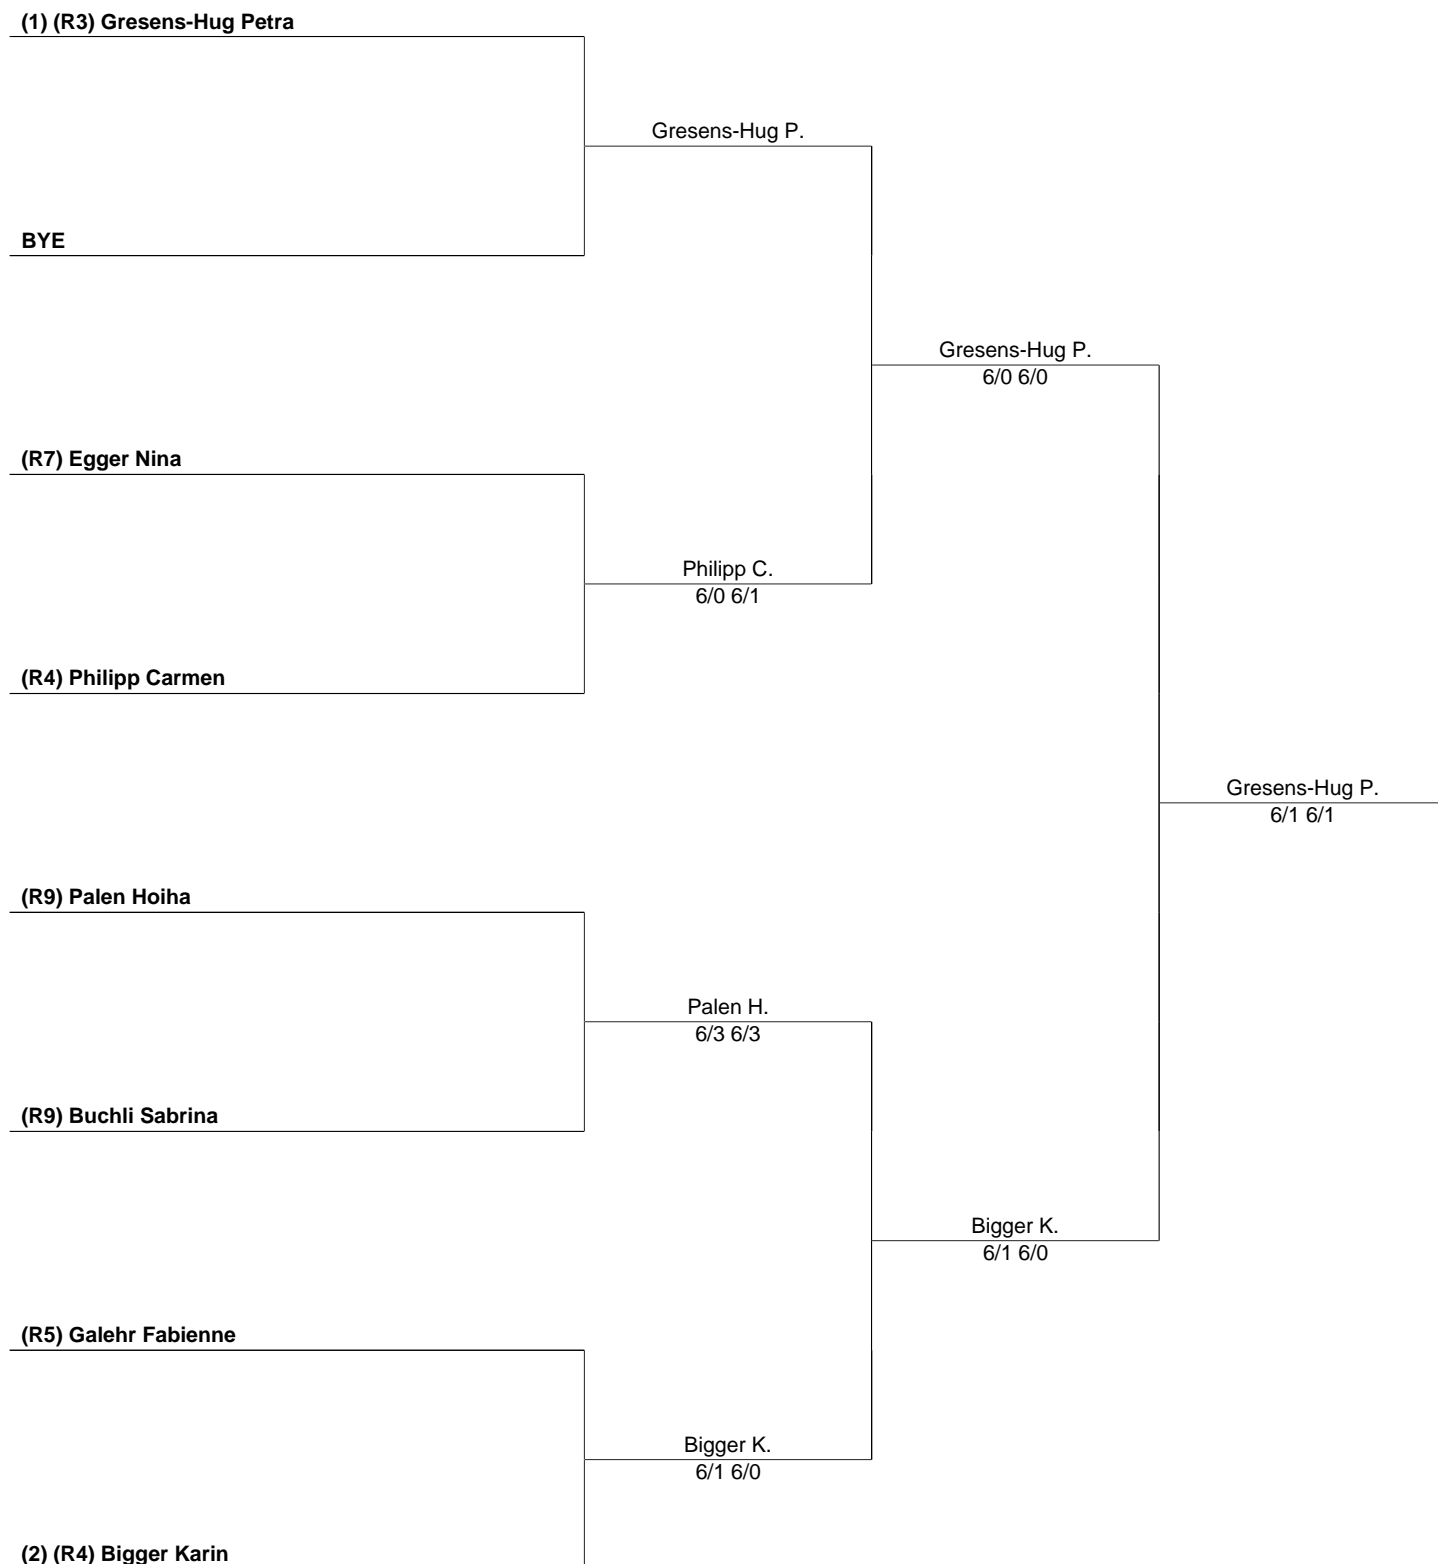 (1) (R3) Gresens-Hug Petra
Gresens-Hug P.
BYE
Gresens-Hug P.
6/0 6/0
(R7) Egger Nina
Philipp C.
6/0 6/1
(R4) Philipp Carmen
Gresens-Hug P.
6/1 6/1
(R9) Palen Hoiha
Palen H.
6/3 6/3
(R9) Buchli Sabrina
Bigger K.
6/1 6/0
(R5) Galehr Fabienne
Bigger K.
6/1 6/0
(2) (R4) Bigger Karin